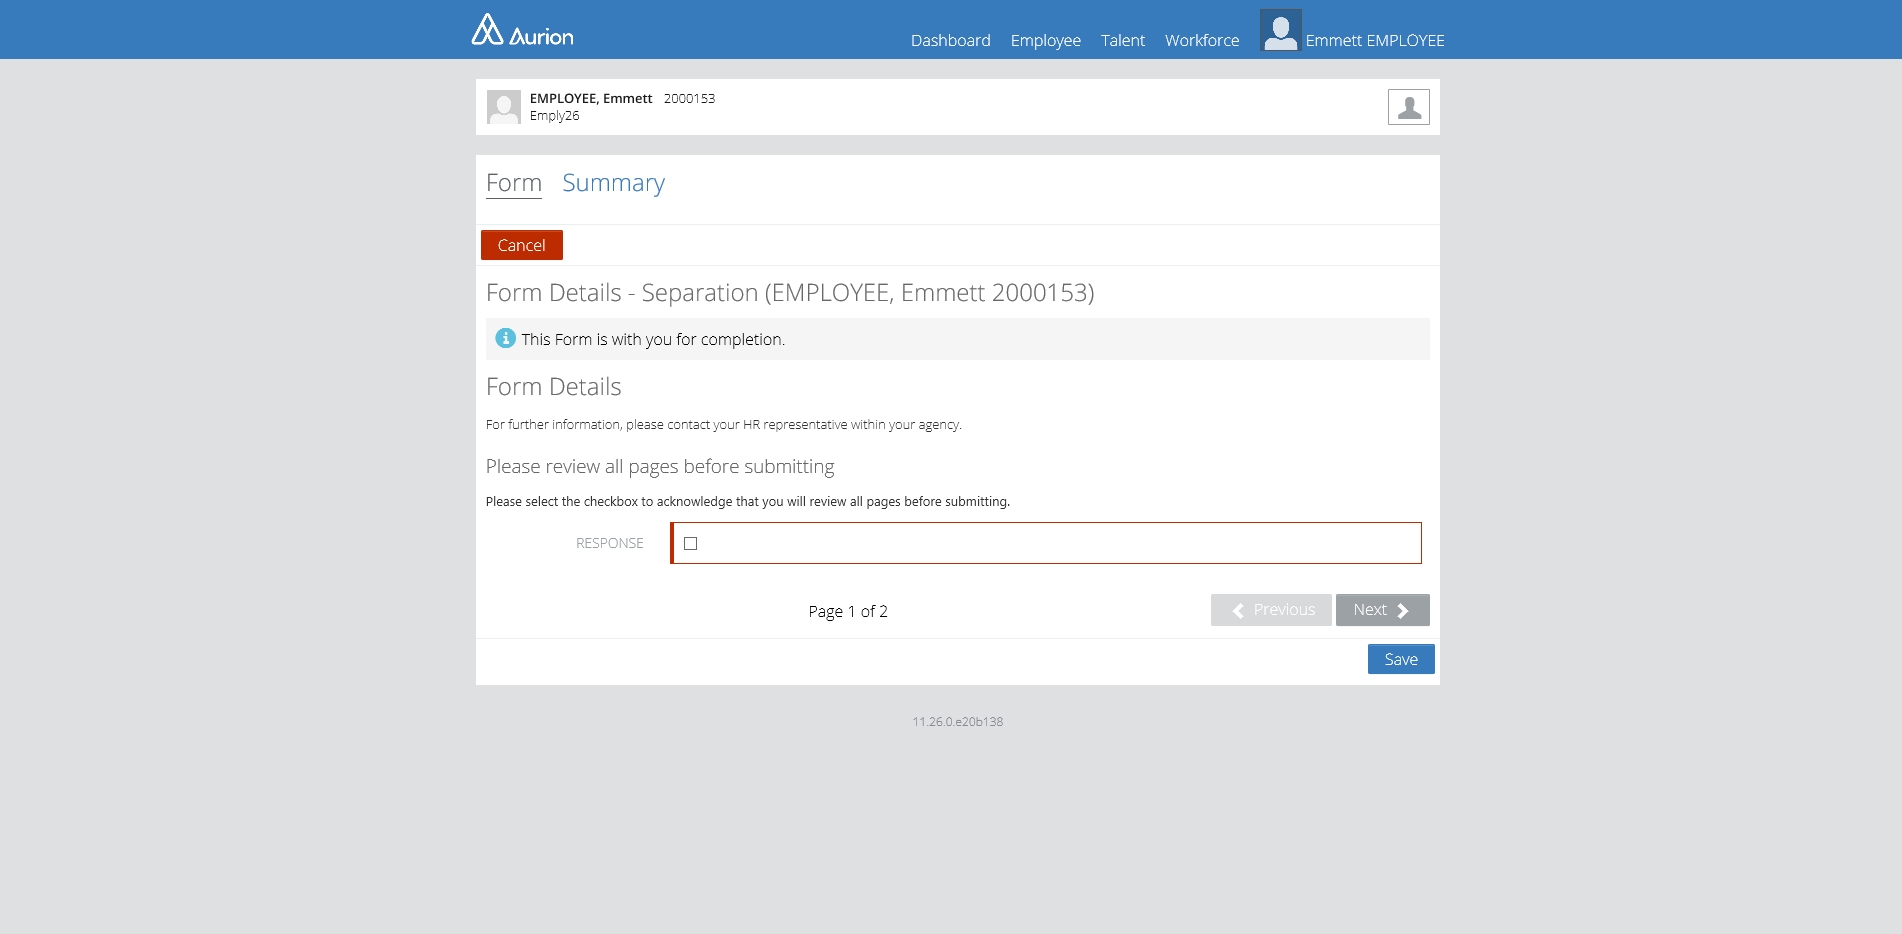 Aurion
Dashboard Employee Talent Workforce Emmett EMPLOYEE
EMPLOYEE, Emmett 2000153
Emply26
Form Summary
Cancel
Form Details - Separation (EMPLOYEE, Emmett 2000153)
This Form is with you for completion.
Form Details
For further information, please contact your HR representative within your agency.
Please review all pages before submitting
Please select the checkbox to acknowledge that you will review all pages before submitting.
RESPONSE
Page 1 of 2 Previous Next
Save
11.26.0.e20b138